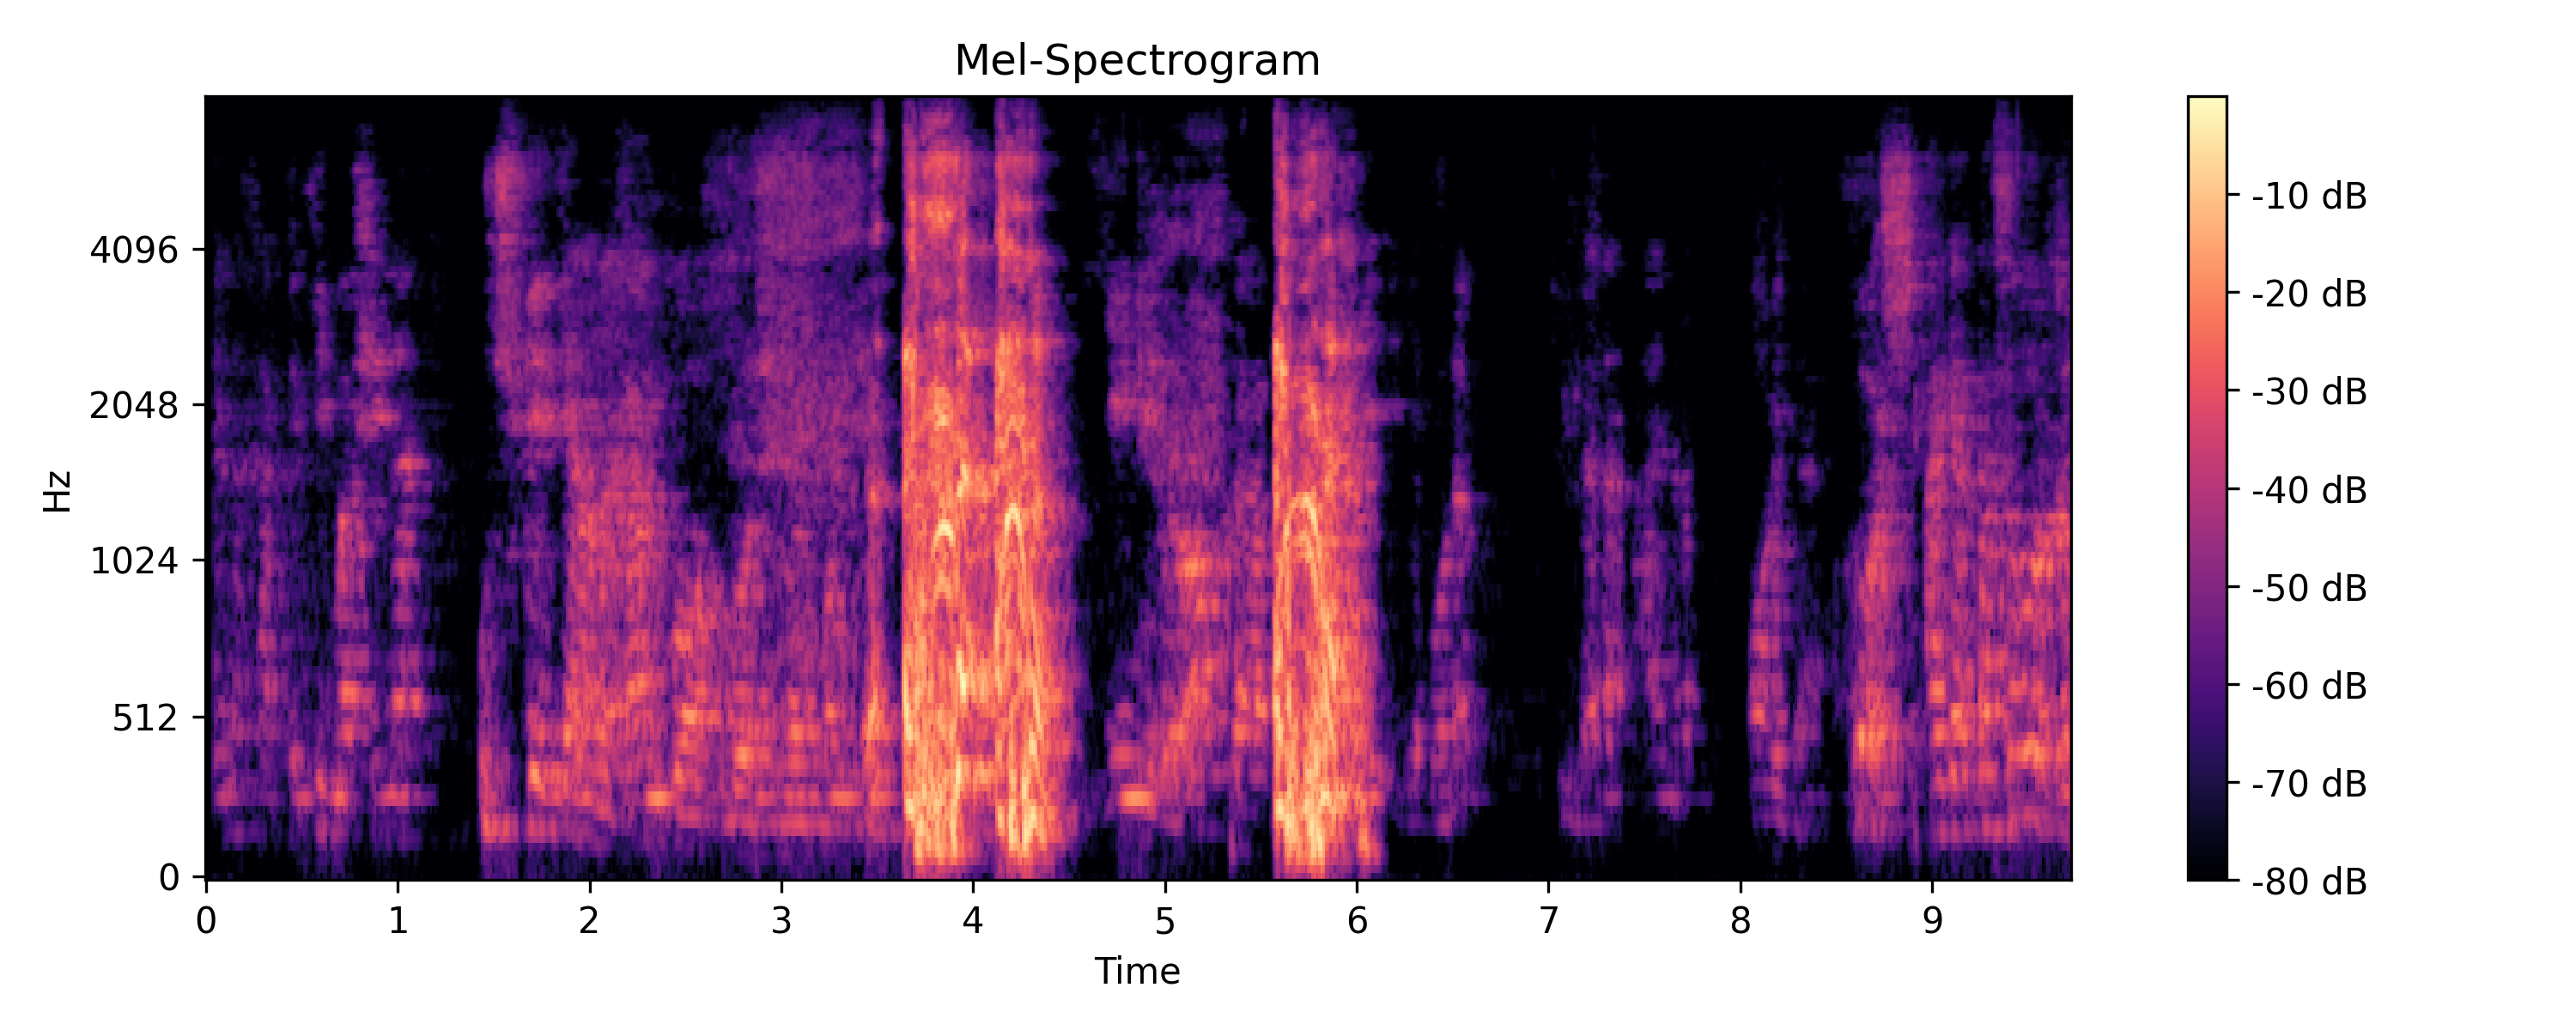 Mel-Spectrogram
Hz
4096
2048
1024
512
0
0 1 2 3 4 5 6 7 8 9
Time
-10 dB
-20 dB
-30 dB
-40 dB
-50 dB
-60 dB
-70 dB
-80 dB